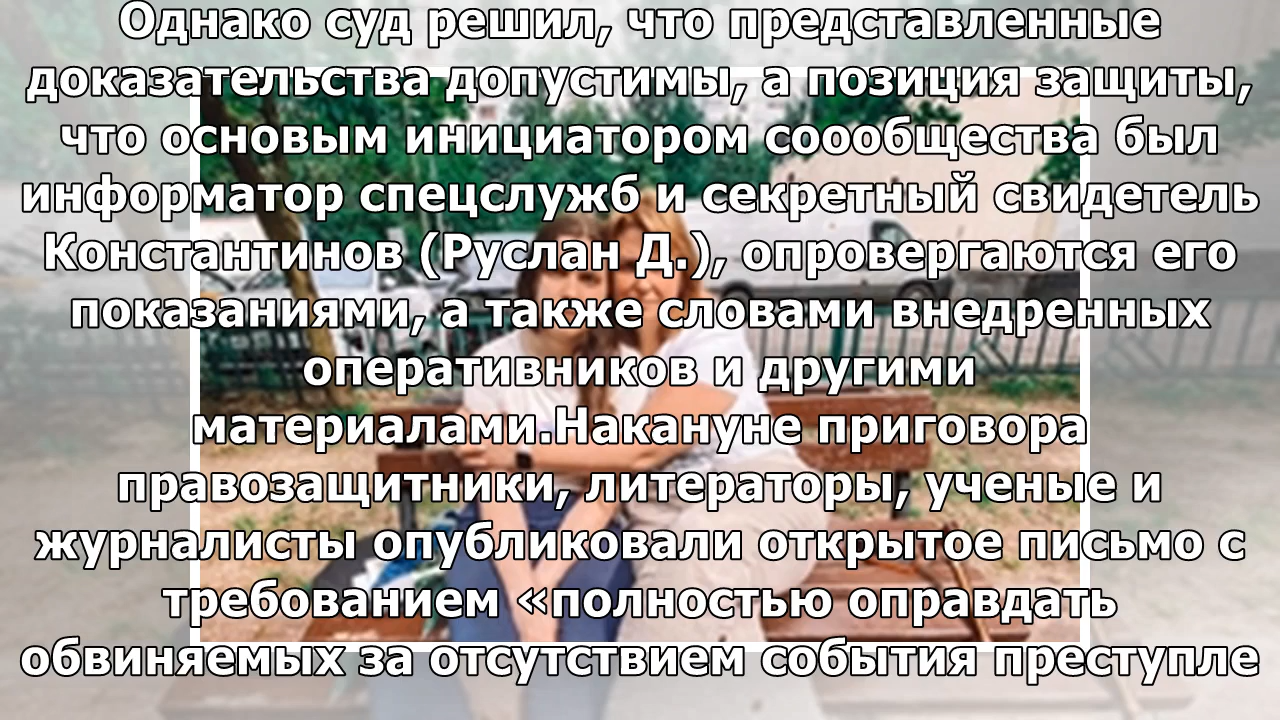 Однако суд решил, что представленные
доказательства допустимы, а позиция защиты,
что основым инициатором соообщества был
информатор спецслужб и секретный свидетель
Константинов (Руслан Д.), опровергаются его
показаниями, а также словами внедренных
оперативников и другими
материалами.Накануне приговора
правозащитники, литераторы, ученые и
журналисты опубликовали открытое письмо с
требованием «полностью оправдать
обвиняемых за отсутствием события преступле